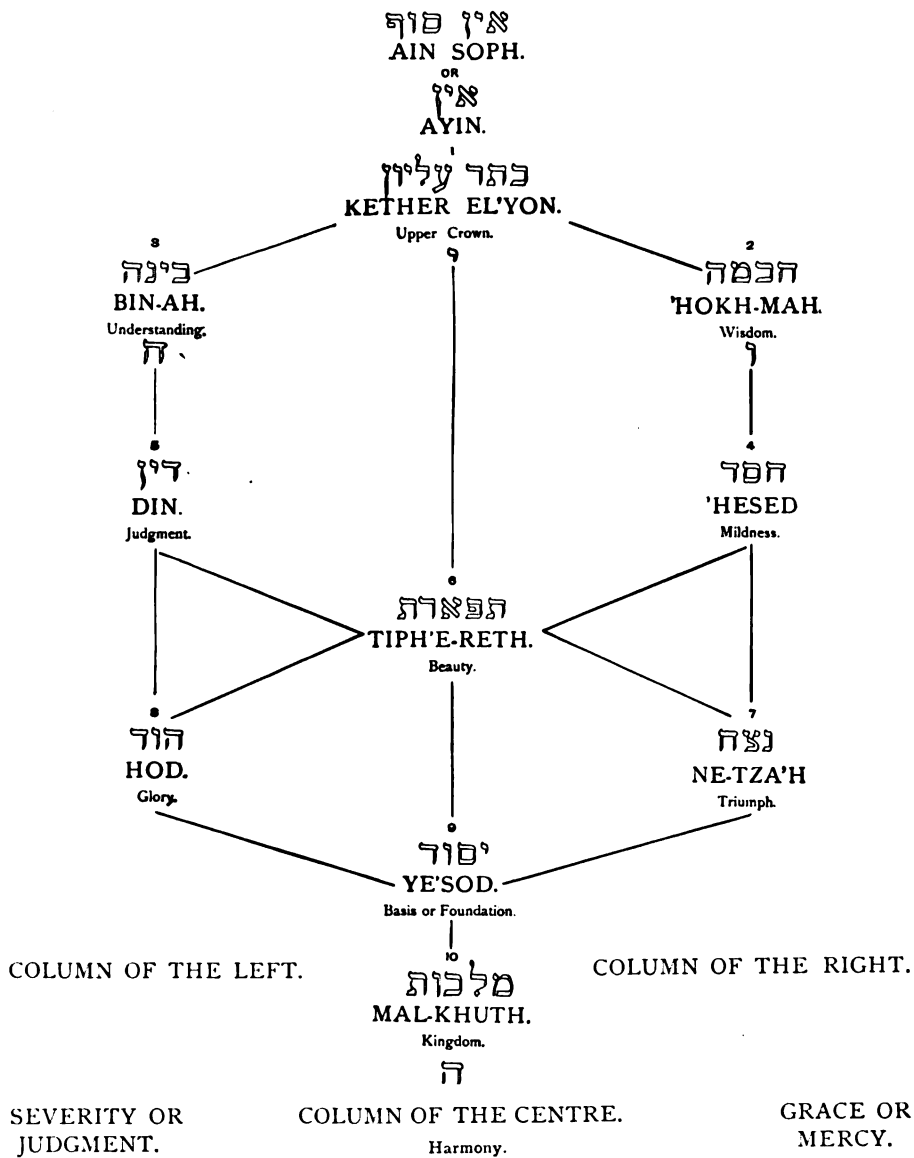 אין סוף
AIN SOPH.
OR
אין
AYIN.
1
כתר עליון
KETHER EL'YON.
Upper Crown.
י
3
בינה
BIN-AH.
Understanding.
ה
2
חכמה
'HOKH-MAH.
Wisdom.
ו
5
דין
DIN.
Judgment.
4
חסד
'HESED
Mildness.
6
תפארת
TIPH'E-RETH.
Beauty.
8
הוד
HOD.
Glory.
7
נצח
NE-TZA'H
Triumph.
9
יסוד
YE'SOD.
Basis or Foundation.
COLUMN OF THE LEFT.
COLUMN OF THE RIGHT.
10
מלכות
MAL-KHUTH.
Kingdom.
ה
SEVERITY OR
JUDGMENT.
COLUMN OF THE CENTRE.
Harmony.
GRACE OR
MERCY.